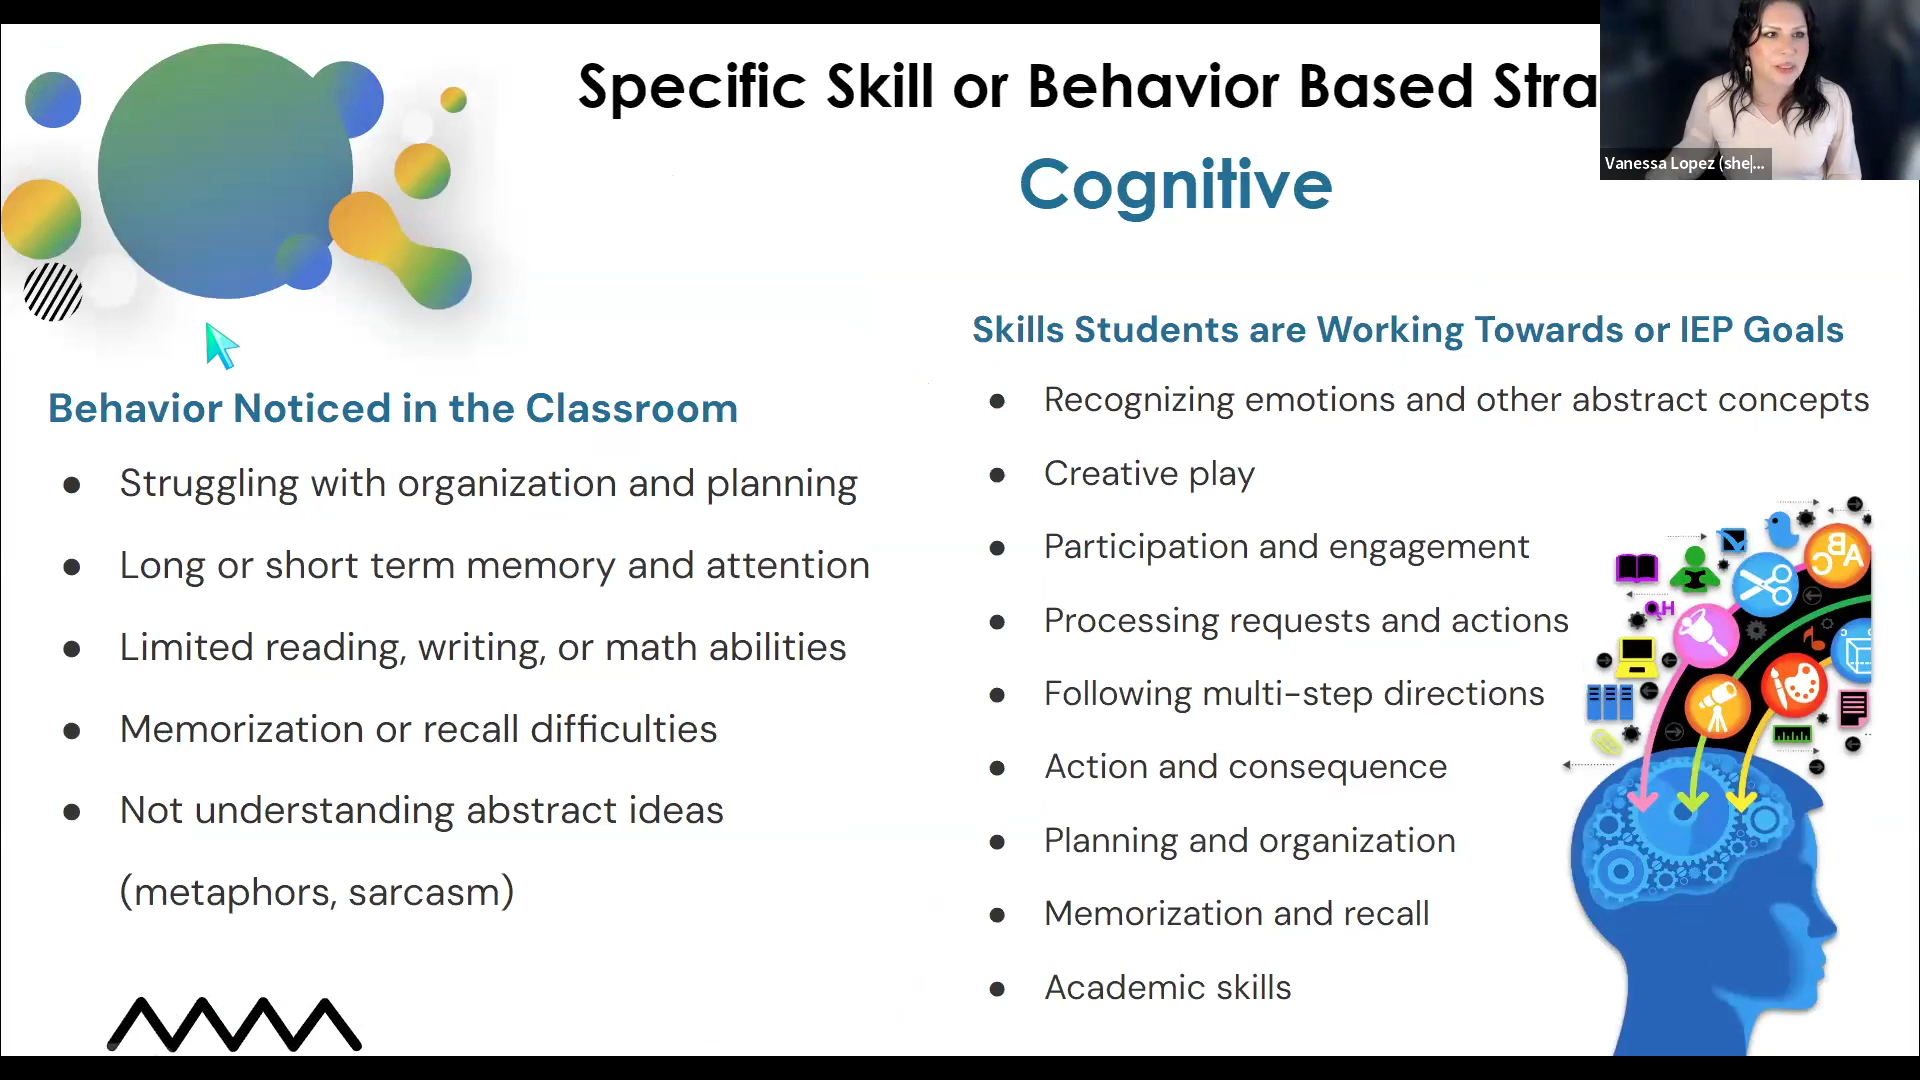 Specific Skill or Behavior Based Stra
Cognitive
Vanessa Lopez (she|...
Behavior Noticed in the Classroom
● Struggling with organization and planning
● Long or short term memory and attention
● Limited reading, writing, or math abilities
● Memorization or recall difficulties
● Not understanding abstract ideas
(metaphors, sarcasm)
Skills Students are Working Towards or IEP Goals
● Recognizing emotions and other abstract concepts
● Creative play
● Participation and engagement
● Processing requests and actions
● Following multi-step directions
● Action and consequence
● Planning and organization
● Memorization and recall
● Academic skills